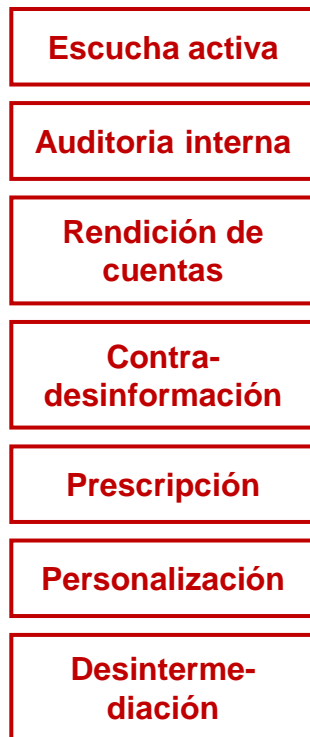 Escucha activa
Auditoria interna
Rendición de
cuentas
Contra-
desinformación
Prescripción
Personalización
Desinterme-
diación